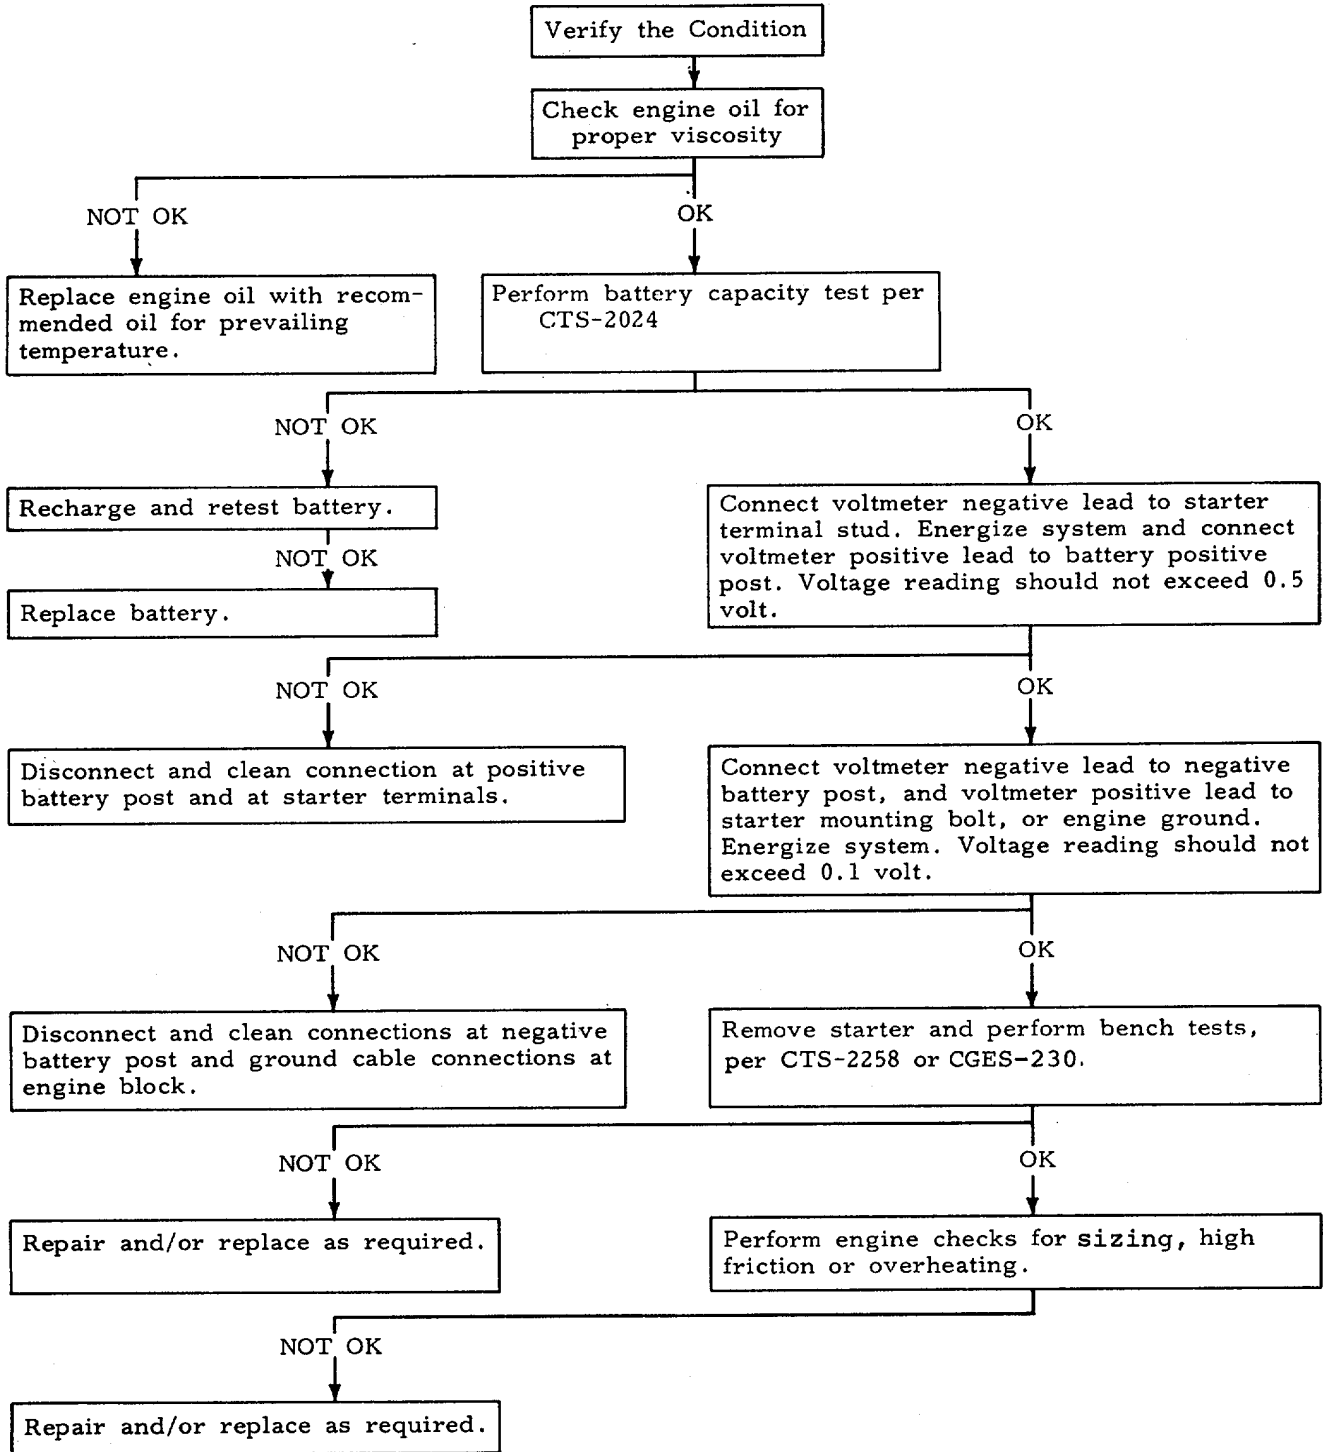 Verify the Condition
Check engine oil for
proper viscosity
NOT OK
OK
Replace engine oil with recom-
mended oil for prevailing
temperature.
Perform battery capacity test per
CTS-2024
NOT OK
OK
Recharge and retest battery.
NOT OK
Replace battery.
Connect voltmeter negative lead to starter
terminal stud. Energize system and connect
voltmeter positive lead to battery positive
post. Voltage reading should not exceed 0.5
volt.
NOT OK
OK
Disconnect and clean connection at positive
battery post and at starter terminals.
Connect voltmeter negative lead to negative
battery post, and voltmeter positive lead to
starter mounting bolt, or engine ground.
Energize system. Voltage reading should not
exceed 0.1 volt.
NOT OK
OK
Disconnect and clean connections at negative
battery post and ground cable connections at
engine block.
Remove starter and perform bench tests,
per CTS-2258 or CGES-230.
NOT OK
OK
Repair and/or replace as required.
Perform engine checks for sizing, high
friction or overheating.
NOT OK
Repair and/or replace as required.